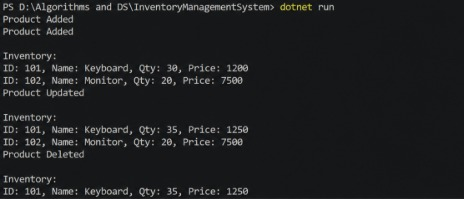 PS D:\Algorithms and DS\InventoryManagementSystem> dotnet run
Product Added
Product Added
Inventory:
ID: 101, Name: Keyboard, Qty: 30, Price: 1200
ID: 102, Name: Monitor, Qty: 20, Price: 7500
Product Updated
Inventory:
ID: 101, Name: Keyboard, Qty: 35, Price: 1250
ID: 102, Name: Monitor, Qty: 20, Price: 7500
Product Deleted
Inventory:
ID: 101, Name: Keyboard, Qty: 35, Price: 1250